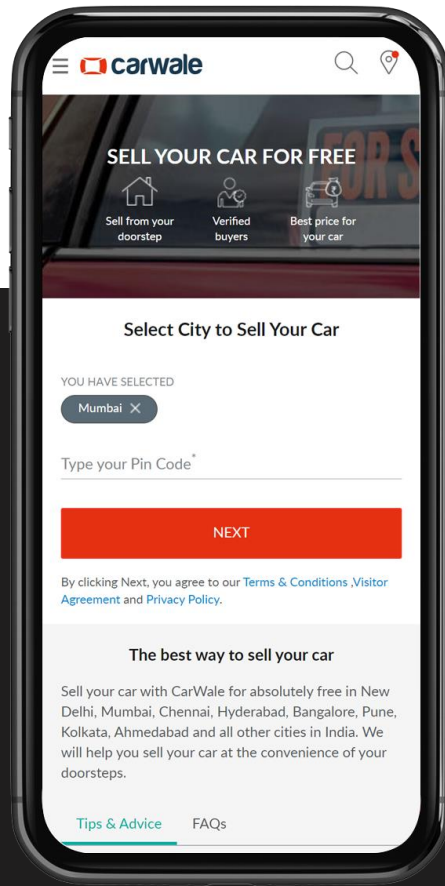 carwale
SELL YOUR CAR FOR FREE
FOR S
Sell from your
doorstep
Verified
buyers
Best price for
your car
Select City to Sell Your Car
YOU HAVE SELECTED
Mumbai ×
Type your Pin Code*
NEXT
By clicking Next, you agree to our Terms & Conditions ,Visitor
Agreement and Privacy Policy.
The best way to sell your car
Sell your car with CarWale for absolutely free in New
Delhi, Mumbai, Chennai, Hyderabad, Bangalore, Pune,
Kolkata, Ahmedabad and all other cities in India. We
will help you sell your car at the convenience of your
doorsteps.
Tips & Advice FAQs